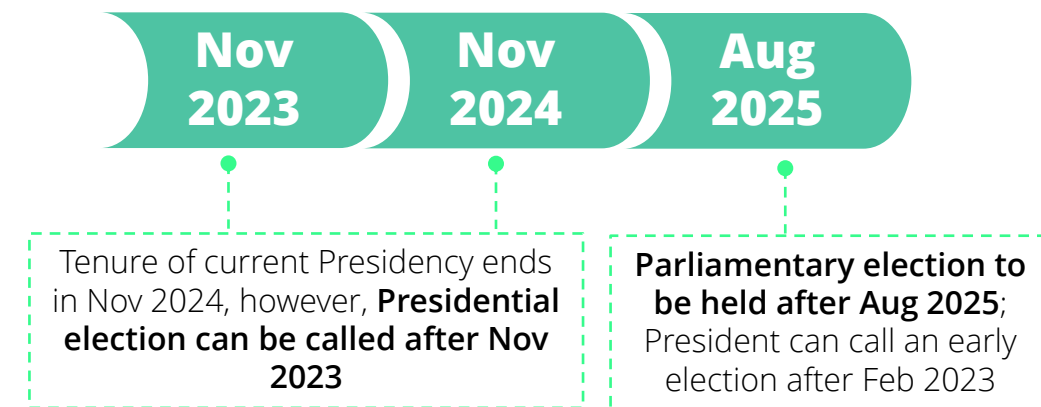 Nov
2023
Nov
2024
Aug
2025
Tenure of current Presidency ends
in Nov 2024, however, Presidential
election can be called after Nov
2023
Parliamentary election to
be held after Aug 2025;
President can call an early
election after Feb 2023